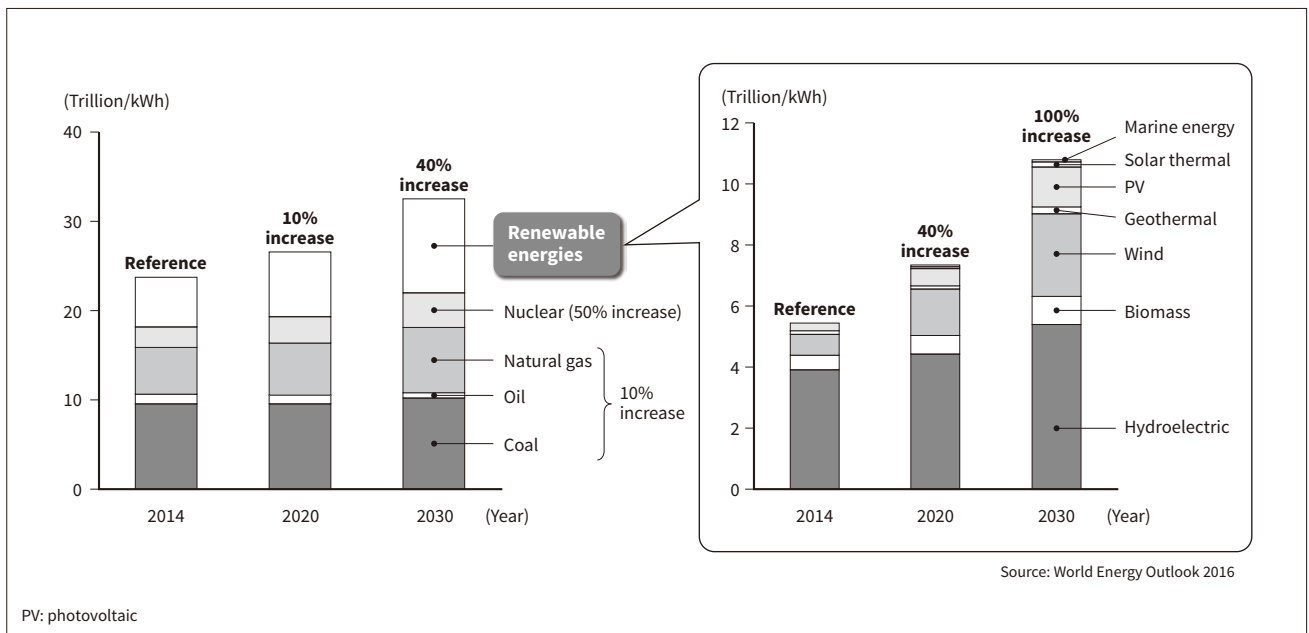 (Trillion/kWh)
40
30
20
10
0
Reference
10%
increase
40%
increase
2014
2020
2030
(Year)
Renewable
energies
Nuclear (50% increase)
Natural gas
Oil
Coal
10%
increase
(Trillion/kWh)
12
10
8
6
4
2
0
Reference
40%
increase
100%
increase
2014
2020
2030
(Year)
Marine energy
Solar thermal
PV
Geothermal
Wind
Biomass
Hydroelectric
Source: World Energy Outlook 2016
PV: photovoltaic